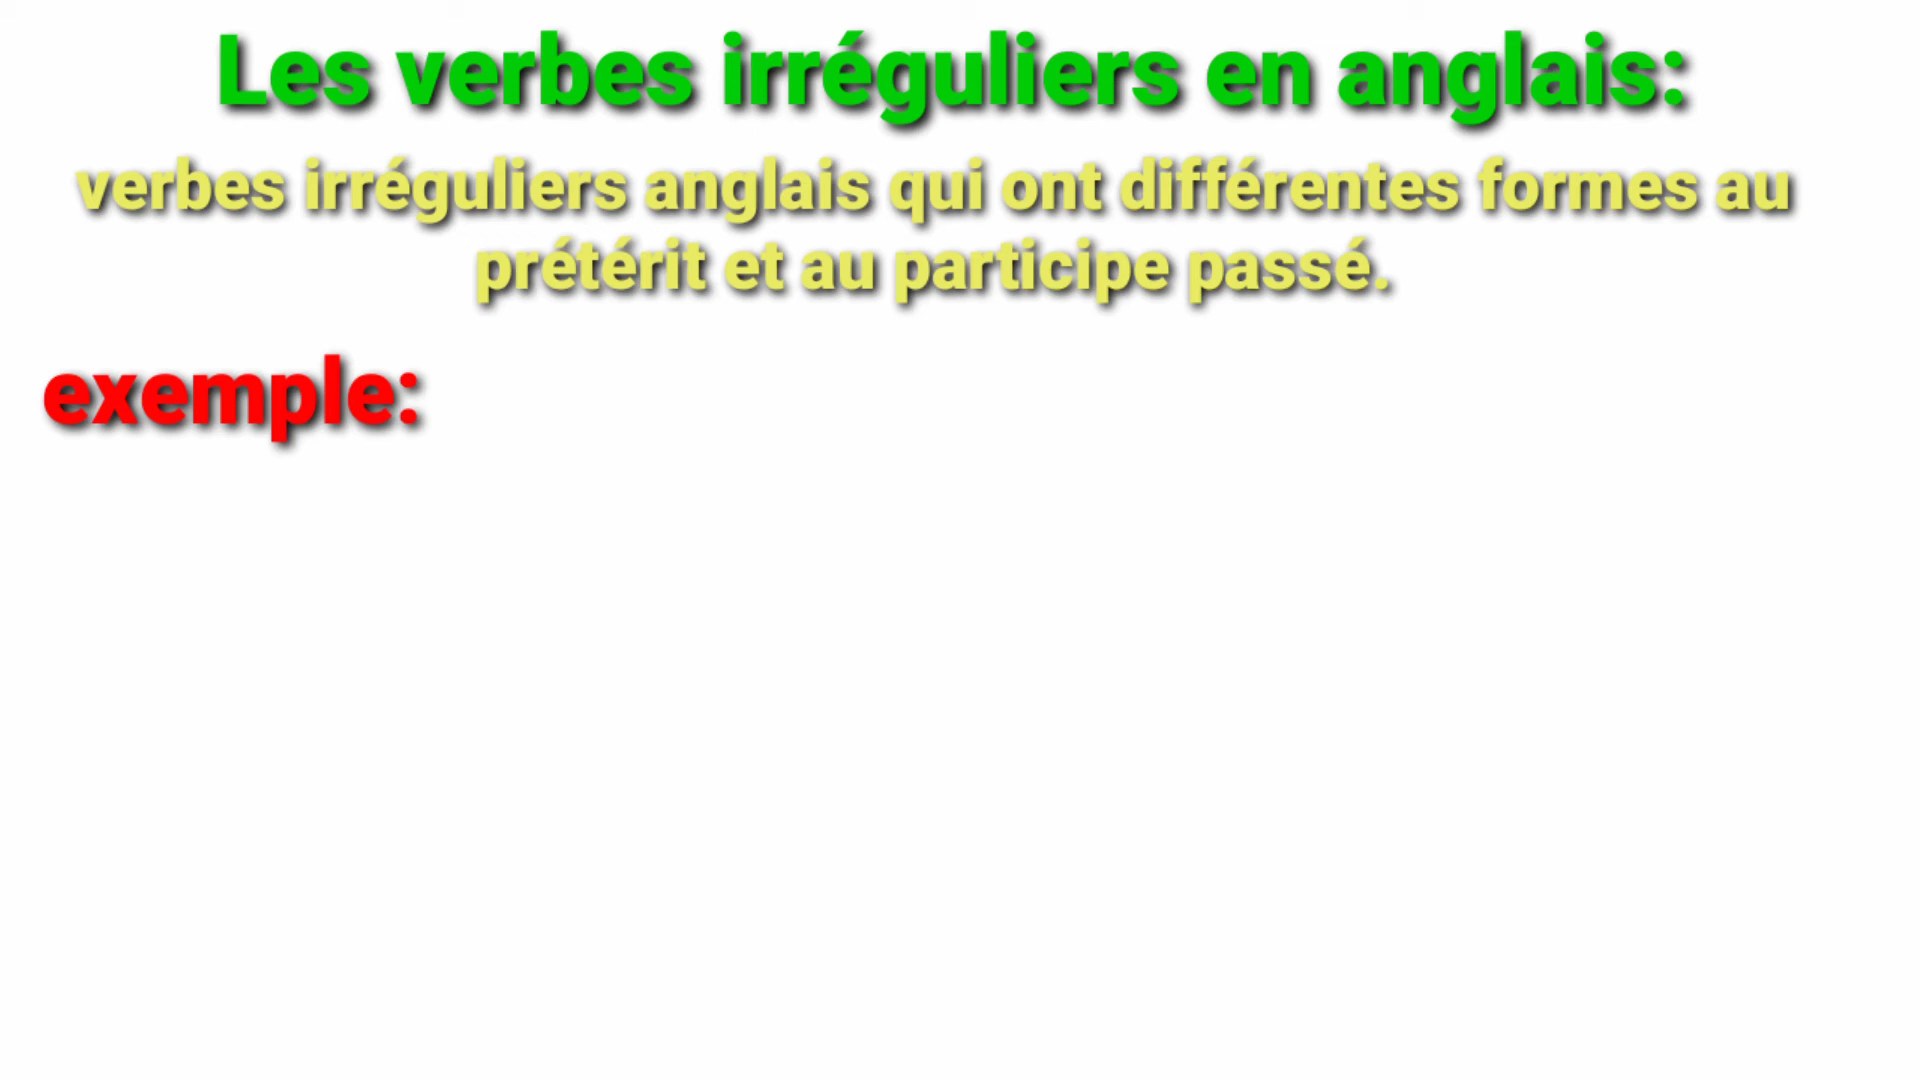 Les verbes irréguliers en anglais:
verbes irréguliers anglais qui ont différentes formes au
prétérit et au participe passé.
exemple: